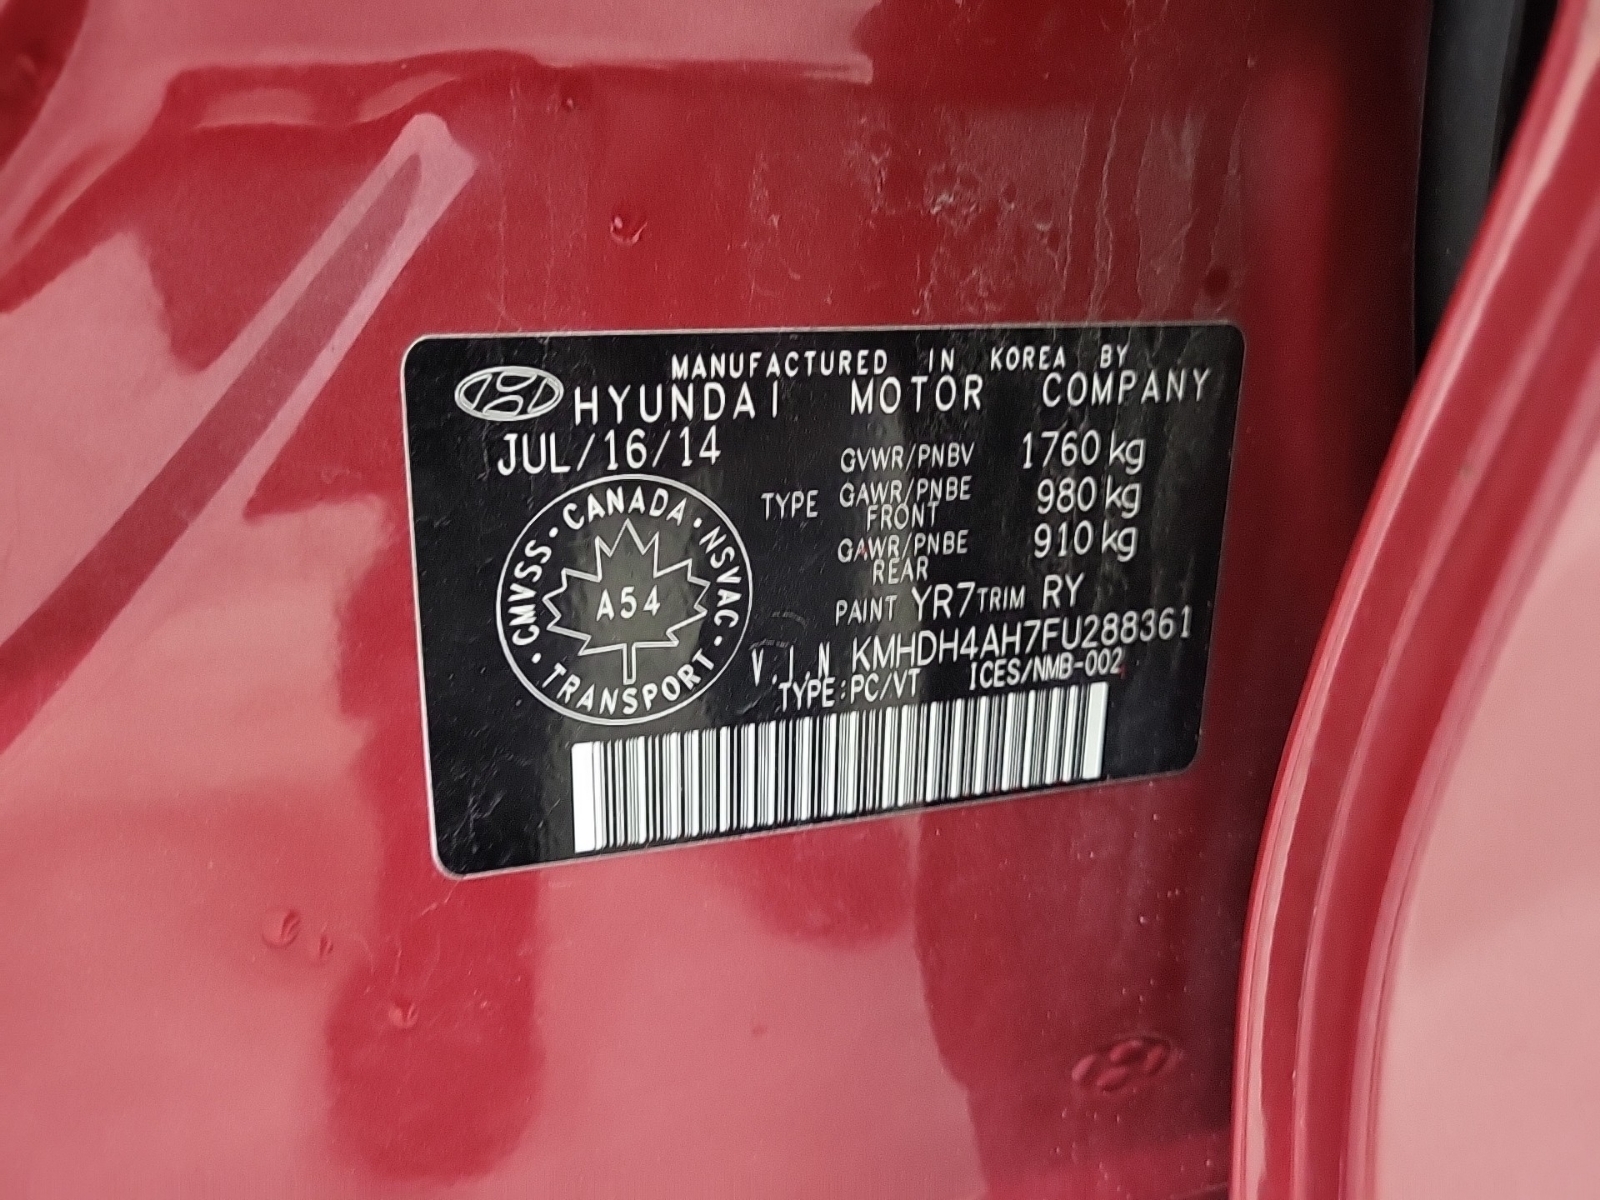 MANUFACTURED IN KOREA BY
HYUNDAI MOTOR COMPANY
JUL/16/14
GVWR/PNBV 1760 kg
TYPE GAWR/PNBE FRONT 980 kg
GAWR/PNBE REAR 910 kg
PAINT YR7 TRIM RY
V.I.N KMHDH4AH7FU288361
TYPE:PC/VT ICES/NMB-002
CANADA · NSVAC · TRANSPORT · CMVSS ·
A54